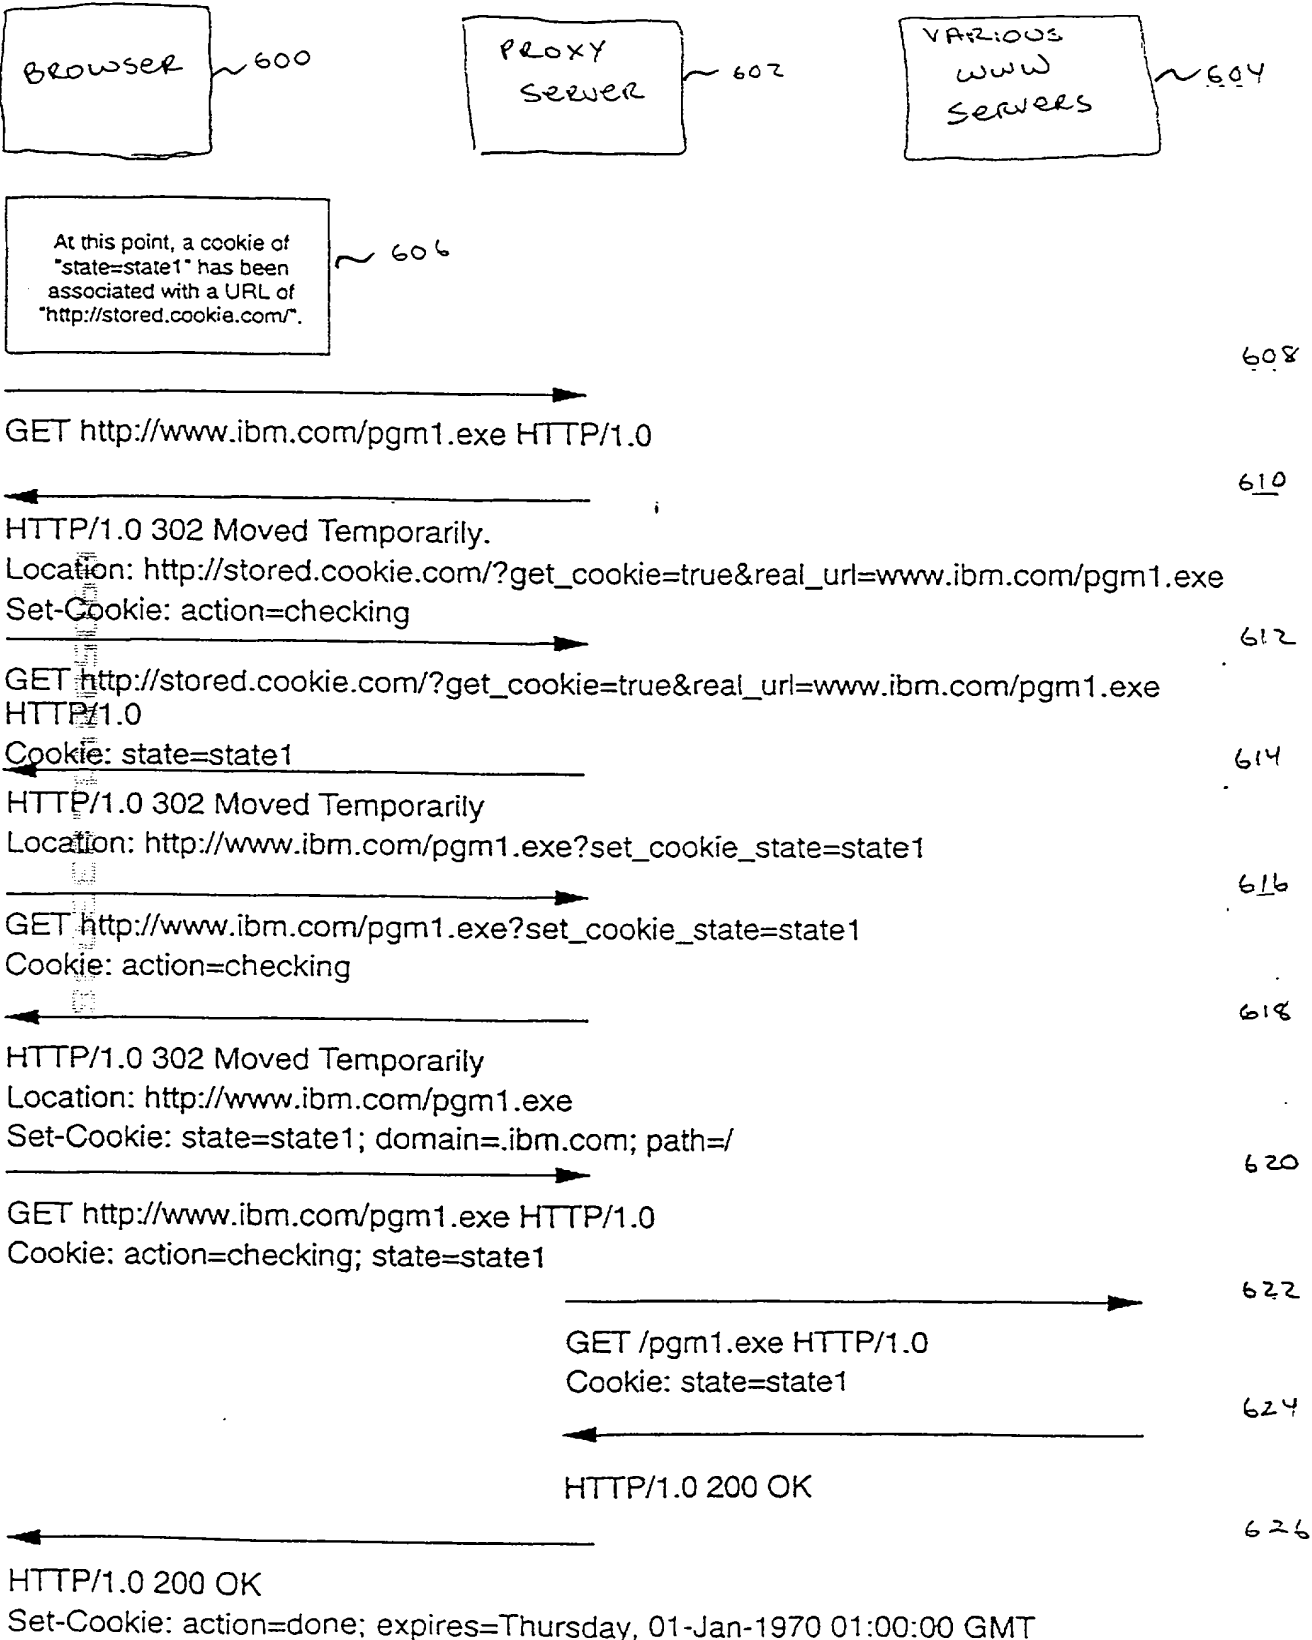 BROWSER
600
PROXY
SERVER
602
VARIOUS
WWW
SERVERS
604
At this point, a cookie of
"state=state1" has been
associated with a URL of
"http://stored.cookie.com/".
606
608
GET http://www.ibm.com/pgm1.exe HTTP/1.0
610
HTTP/1.0 302 Moved Temporarily.
Location: http://stored.cookie.com/?get_cookie=true&real_url=www.ibm.com/pgm1.exe
Set-Cookie: action=checking
612
GET http://stored.cookie.com/?get_cookie=true&real_url=www.ibm.com/pgm1.exe
HTTP/1.0
Cookie: state=state1
614
HTTP/1.0 302 Moved Temporarily
Location: http://www.ibm.com/pgm1.exe?set_cookie_state=state1
616
GET http://www.ibm.com/pgm1.exe?set_cookie_state=state1
Cookie: action=checking
618
HTTP/1.0 302 Moved Temporarily
Location: http://www.ibm.com/pgm1.exe
Set-Cookie: state=state1; domain=.ibm.com; path=/
620
GET http://www.ibm.com/pgm1.exe HTTP/1.0
Cookie: action=checking; state=state1
622
GET /pgm1.exe HTTP/1.0
Cookie: state=state1
624
HTTP/1.0 200 OK
626
HTTP/1.0 200 OK
Set-Cookie: action=done; expires=Thursday, 01-Jan-1970 01:00:00 GMT